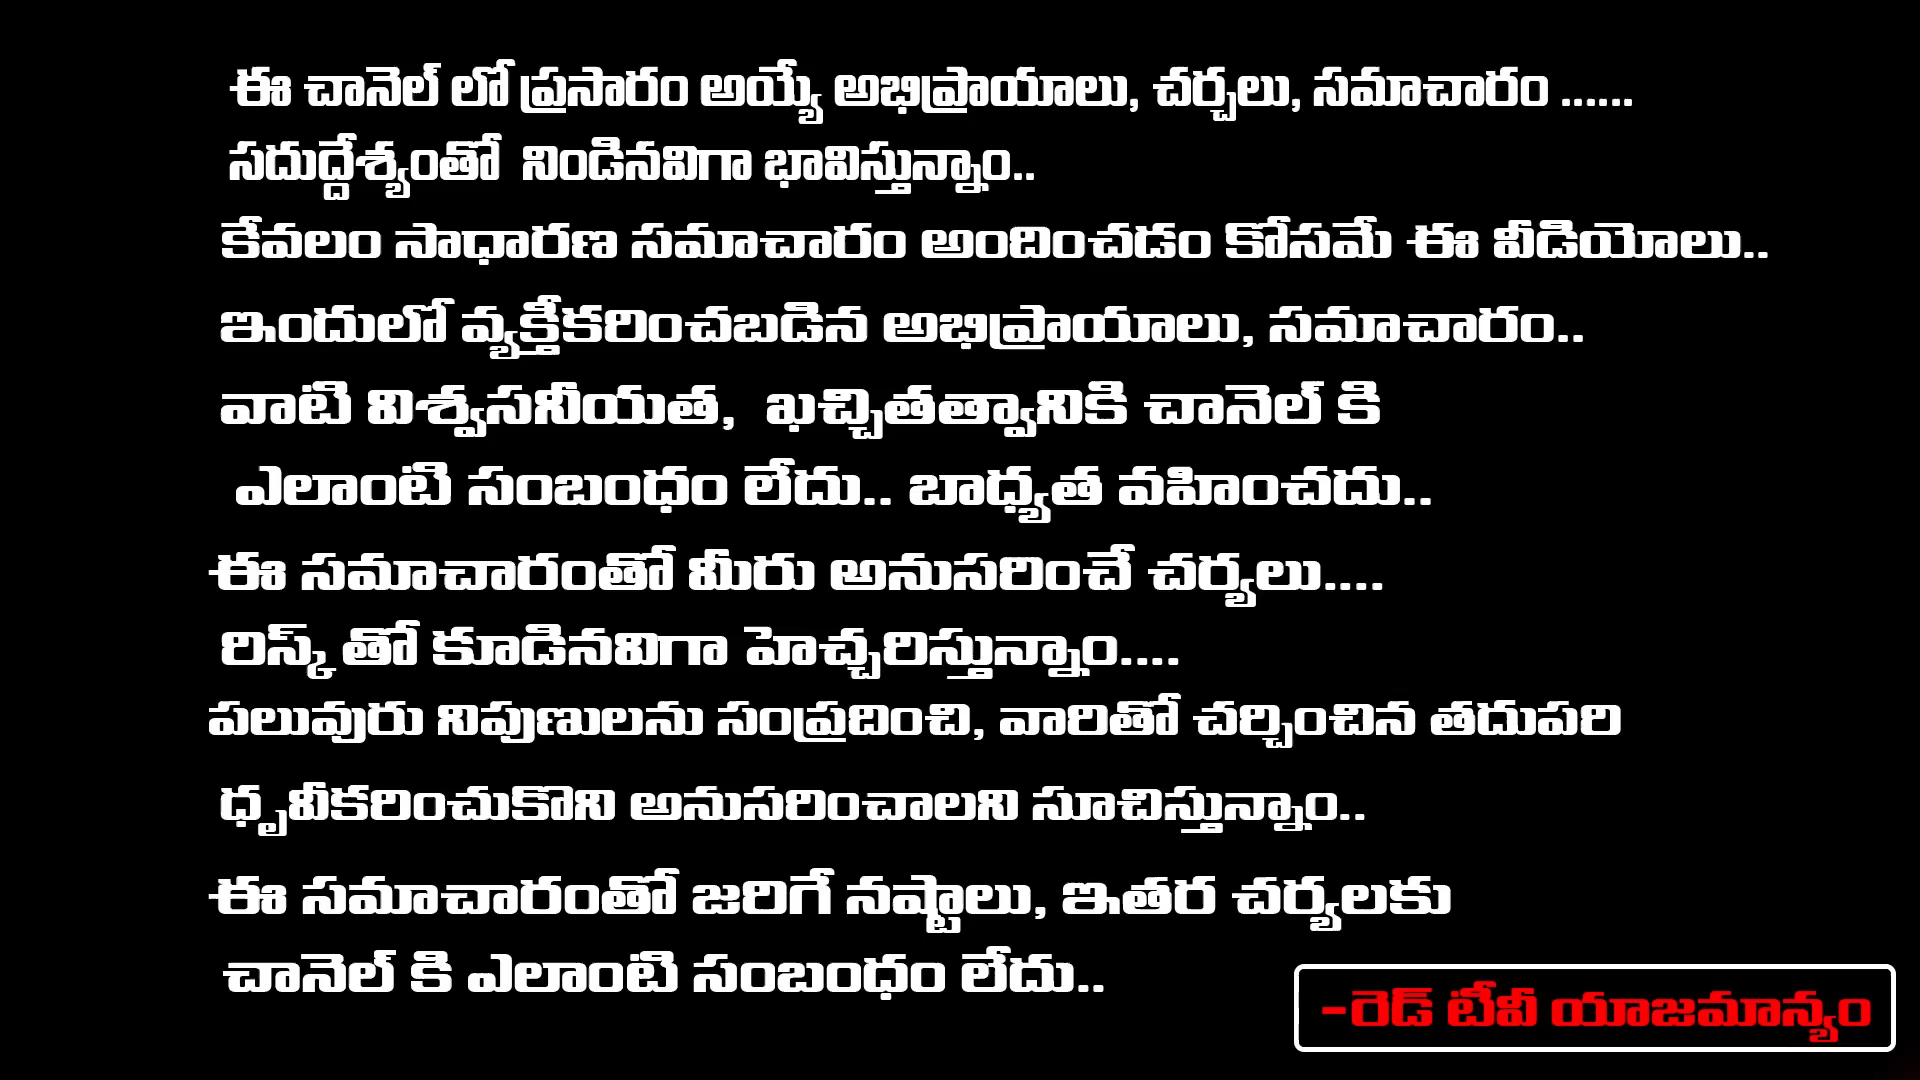 ఈ చానెల్ లో ప్రసారం అయ్యే అభిప్రాయాలు, చర్చలు, సమాచారం ......
సదుద్దేశ్యంతో నిండినవిగా భావిస్తున్నాం..
కేవలం సాధారణ సమాచారం అందించడం కోసమే ఈ వీడియోలు..
ఇందులో వ్యక్తీకరించబడిన అభిప్రాయాలు, సమాచారం..
వాటి విశ్వసనీయత, ఖచ్చితత్వానికి చానెల్ కి
ఎలాంటి సంబంధం లేదు.. బాధ్యత వహించదు..
ఈ సమాచారంతో మీరు అనుసరించే చర్యలు....
రిస్క్ తో కూడినవిగా హెచ్చరిస్తున్నాం....
పలువురు నిపుణులను సంప్రదించి, వారితో చర్చించిన తదుపరి
ధృవీకరించుకొని అనుసరించాలని సూచిస్తున్నాం..
ఈ సమాచారంతో జరిగే నష్టాలు, ఇతర చర్యలకు
చానెల్ కి ఎలాంటి సంబంధం లేదు..
-రెడ్ టీవీ యాజమాన్యం